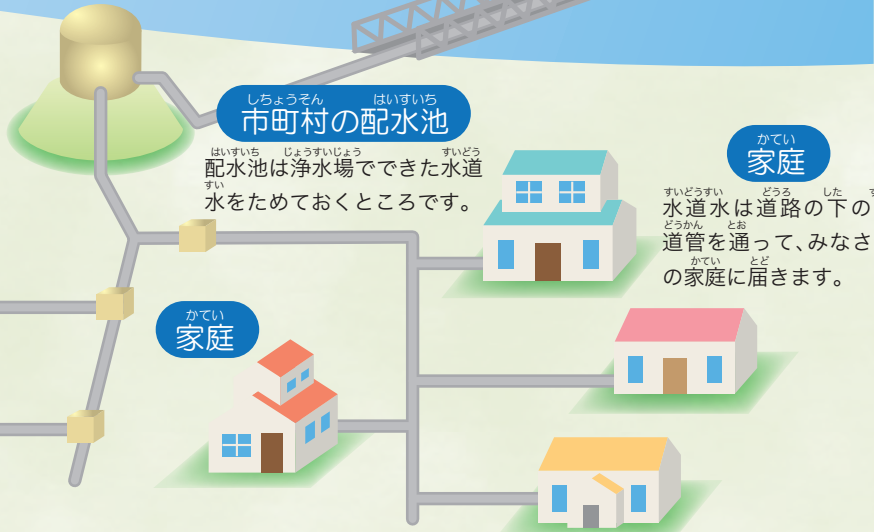 市町村の配水池
配水池は浄水場でできた水道
水をためておくところです。
家庭
水道水は道路の下の
道管を通って、みなさ
の家庭に届きます。
家庭